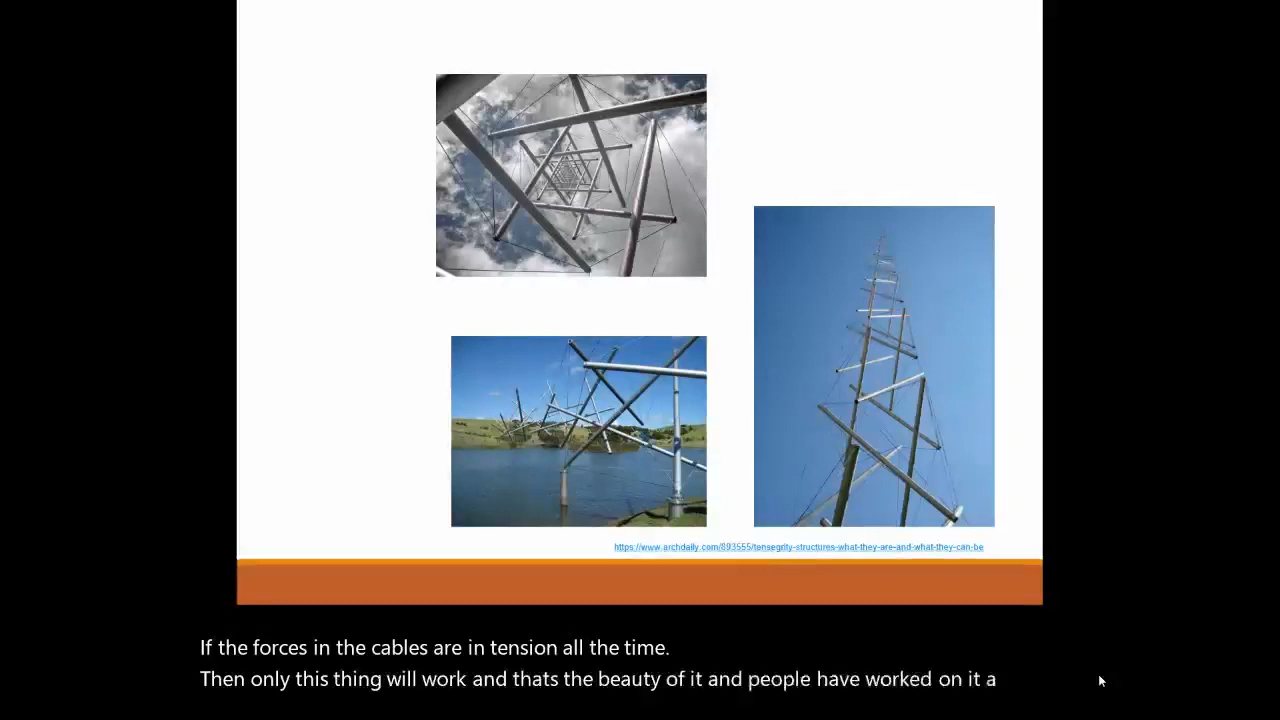 https://www.archdaily.com/893555/tensegrity-structures-what-they-are-and-what-they-can-be
If the forces in the cables are in tension all the time.
Then only this thing will work and thats the beauty of it and people have worked on it a